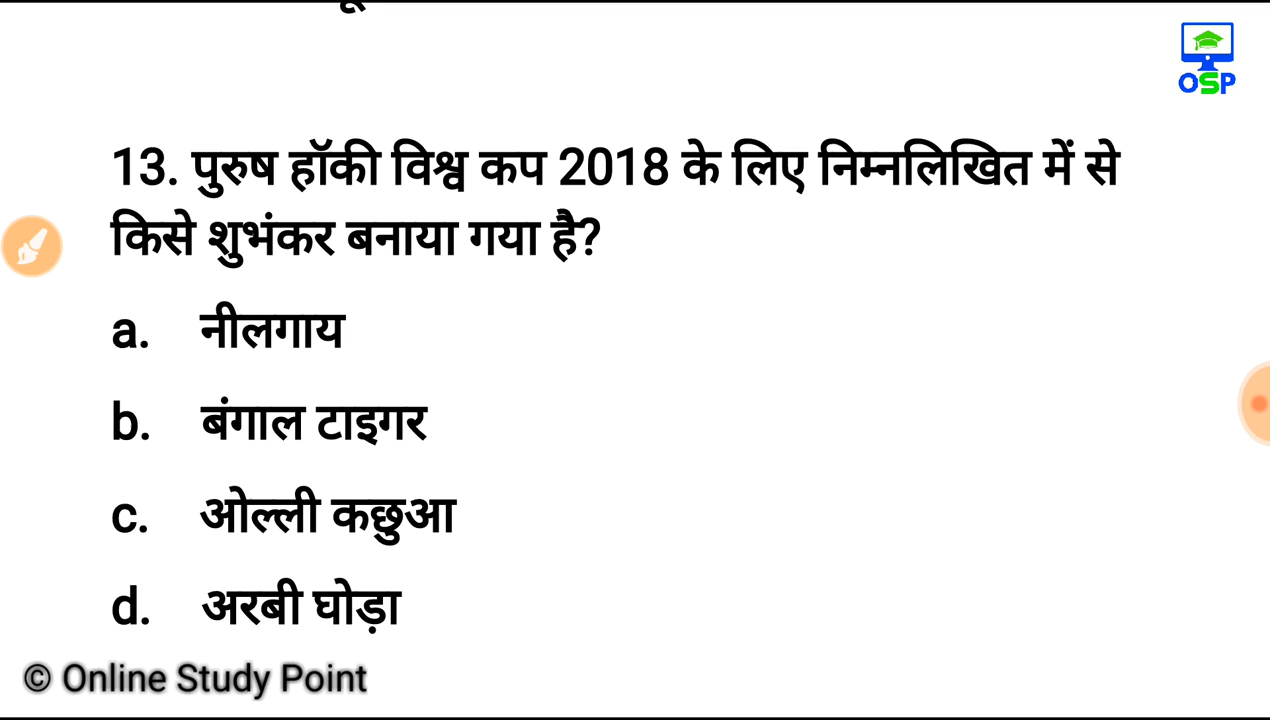 OSP
13. पुरुष हॉकी विश्व कप 2018 के लिए निम्नलिखित में से
किसे शुभंकर बनाया गया है?
a. नीलगाय
b. बंगाल टाइगर
c. ओल्ली कछुआ
d. अरबी घोड़ा
© Online Study Point